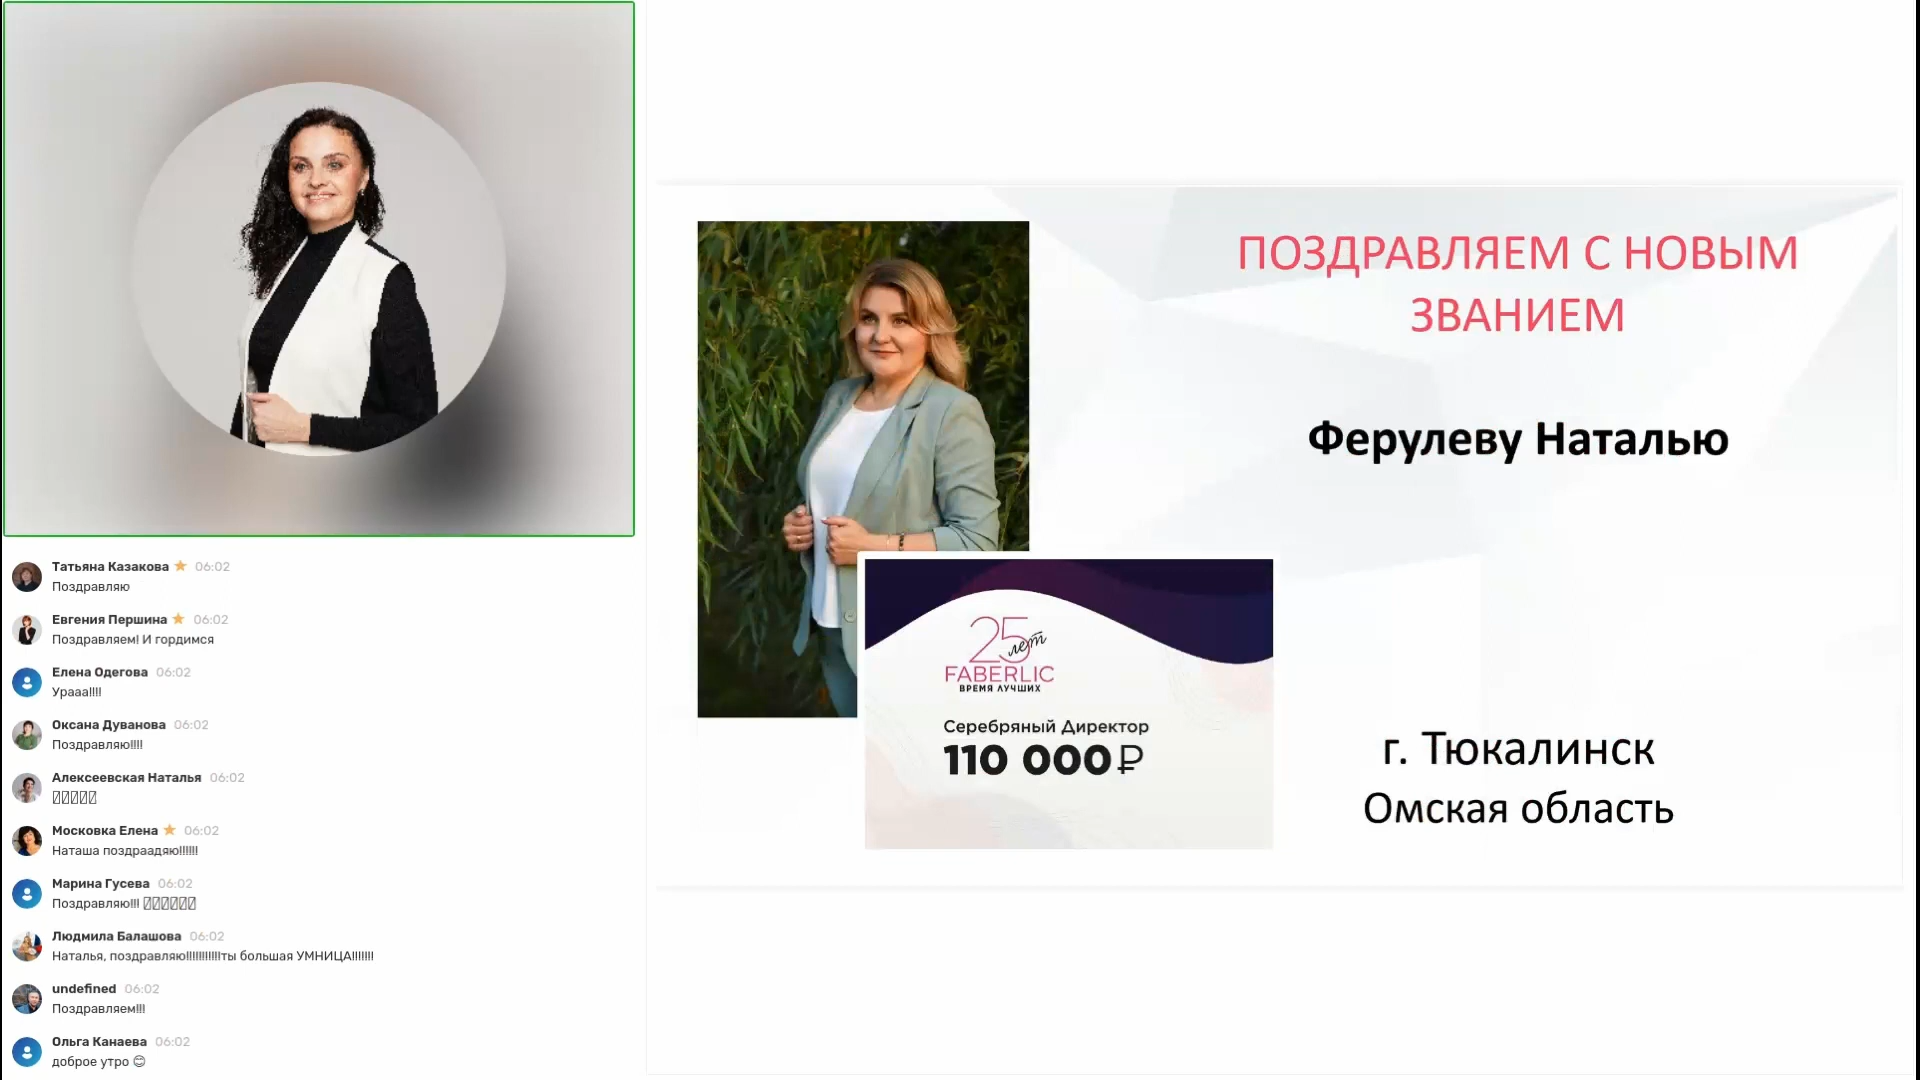 Татьяна Казакова 06:02
Поздравляю
Евгения Першина 06:02
Поздравляем! И гордимся
Елена Одегова 06:02
Урааа!!!!
Оксана Дуванова 06:02
Поздравляю!!!!
Алексеевская Наталья 06:02
Московка Елена 06:02
Наташа поздраадяю!!!!!!
Марина Гусева 06:02
Поздравляю!!!
Людмила Балашова 06:02
Наталья, поздравляю!!!!!!!!!!!ты большая УМНИЦА!!!!!!!
undefined 06:02
Поздравляем!!!
Ольга Канаева 06:02
доброе утро 😊
ПОЗДРАВЛЯЕМ С НОВЫМ
ЗВАНИЕМ
Ферулеву Наталью
25 лет
FABERLIC
ВРЕМЯ ЛУЧШИХ
Серебряный Директор
110 000 ₽
г. Тюкалинск
Омская область